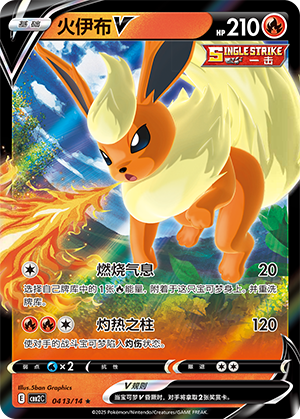 基础 火伊布V HP 210
SINGLE STRIKE 一击
燃烧气息 20
选择自己牌库中的1张能量，附着于这只宝可梦身上。并重洗
牌库。
灼热之柱 120
使对手的战斗宝可梦陷入灼伤状态。
弱点 ×2 抵抗力 撤退
Illus.5ban Graphics
E CSV2C 0413/14 ★
V规则
当宝可梦V昏厥时，对手将拿取2张奖赏卡。
©2025 Pokémon/Nintendo/Creatures/GAME FREAK.